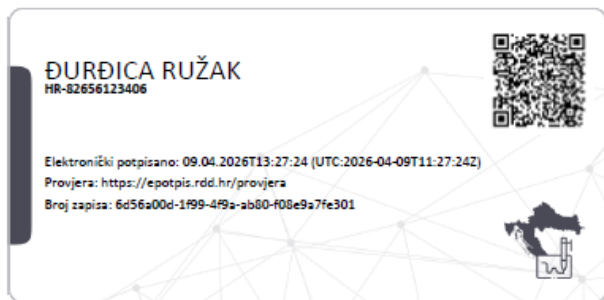 ĐURĐICA RUŽAK
HR-82656123406
Elektronički potpisano: 09.04.2026T13:27:24 (UTC:2026-04-09T11:27:24Z)
Provjera: https://epotpis.rdd.hr/provjera
Broj zapisa: 6d56a00d-1f99-4f9a-ab80-f08e9a7fe301